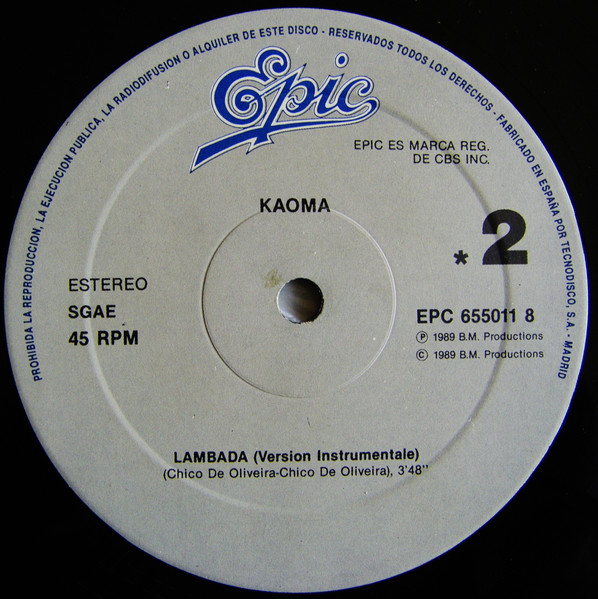 PROHIBIDA LA REPRODUCCION, LA EJECUCION PUBLICA, LA RADIODIFUSION O ALQUILER DE ESTE DISCO - RESERVADOS TODOS LOS DERECHOS - FABRICADO EN ESPAÑA POR TECNODISCO, S.A. - MADRID
Epic
EPIC ES MARCA REG.
DE CBS INC.
KAOMA
* 2
ESTEREO
SGAE
45 RPM
EPC 655011 8
Ⓟ 1989 B.M. Productions
© 1989 B.M. Productions
LAMBADA (Version Instrumentale)
(Chico De Oliveira-Chico De Oliveira), 3'48"